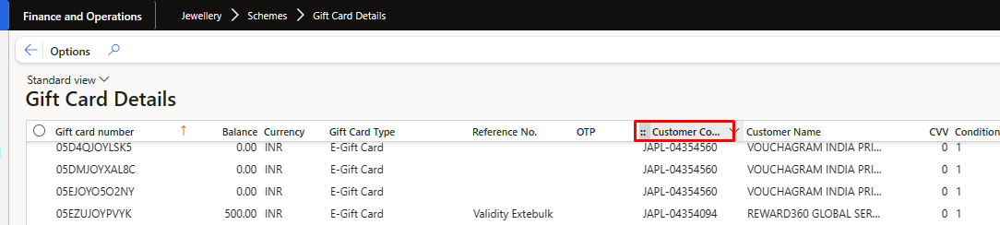 Finance and Operations Jewellery Schemes Gift Card Details
Options
Standard view
Gift Card Details
Gift card number Balance Currency Gift Card Type Reference No. OTP Customer Co... Customer Name CVV Condition
05D4QJOYLSK5 0.00 INR E-Gift Card JAPL-04354560 VOUCHAGRAM INDIA PRI... 0 1
05DMJOYXAL8C 0.00 INR E-Gift Card JAPL-04354560 VOUCHAGRAM INDIA PRI... 0 1
05EJOYO5O2NY 0.00 INR E-Gift Card JAPL-04354560 VOUCHAGRAM INDIA PRI... 0 1
05EZUJOYPVYK 500.00 INR E-Gift Card Validity Extebulk JAPL-04354094 REWARD360 GLOBAL SER... 0 1